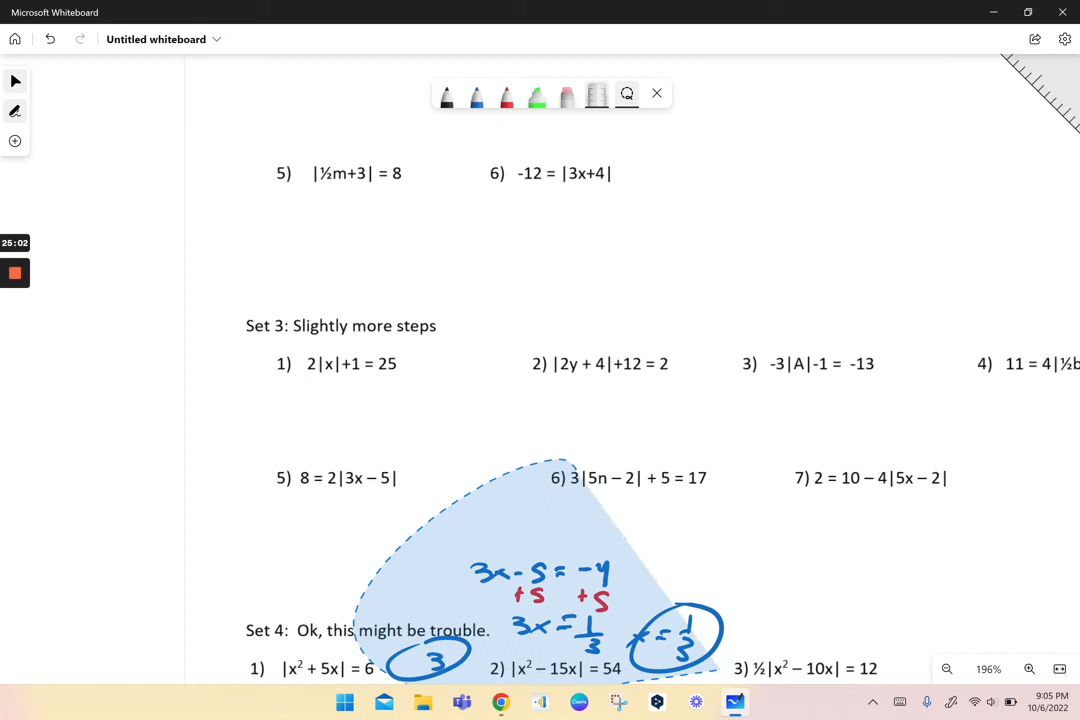 Microsoft Whiteboard
Untitled whiteboard
5) |½m+3| = 8 6) -12 = |3x+4|
25:02
Set 3: Slightly more steps
1) 2|x|+1 = 25 2) |2y + 4|+12 = 2 3) -3|A|-1 = -13 4) 11 = 4|½b
5) 8 = 2|3x – 5| 6) 3|5n – 2| + 5 = 17 7) 2 = 10 – 4|5x – 2|
3x - 5 = -4
+5 +5
3x = 1/3 x = 1/3
Set 4: Ok, this might be trouble.
3
1) |x² + 5x| = 6 2) |x² – 15x| = 54 3) ½|x² – 10x| = 12
196%
9:05 PM
10/6/2022